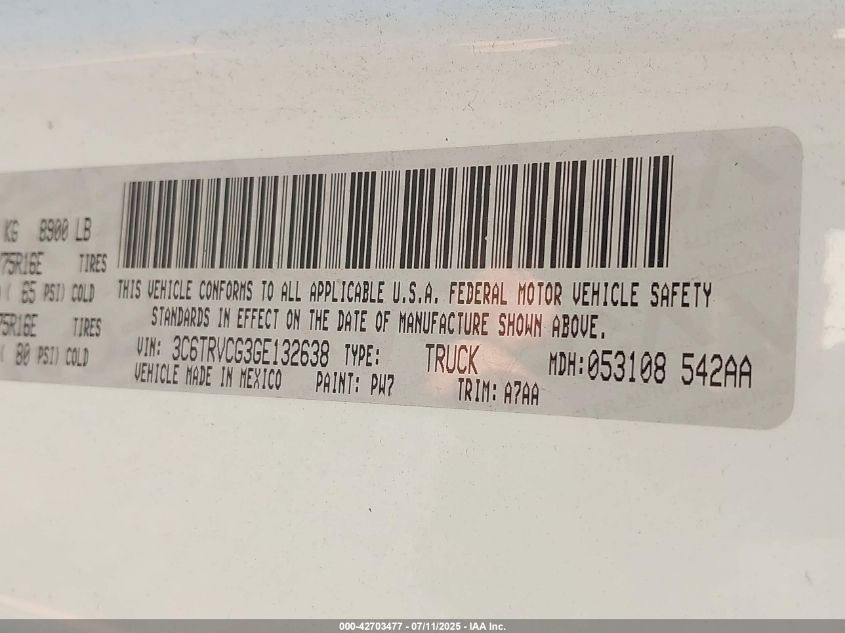 KG 8900 LB
75R16E TIRES
( 65 PSI) COLD
75R16E TIRES
( 80 PSI) COLD
THIS VEHICLE CONFORMS TO ALL APPLICABLE U.S.A. FEDERAL MOTOR VEHICLE SAFETY
STANDARDS IN EFFECT ON THE DATE OF MANUFACTURE SHOWN ABOVE.
VIN: 3C6TRVCG3GE132638 TYPE: TRUCK MDH:053108 542AA
VEHICLE MADE IN MEXICO PAINT: PW7 TRIM: A7AA
000-42703477 - 07/11/2025 - IAA Inc.